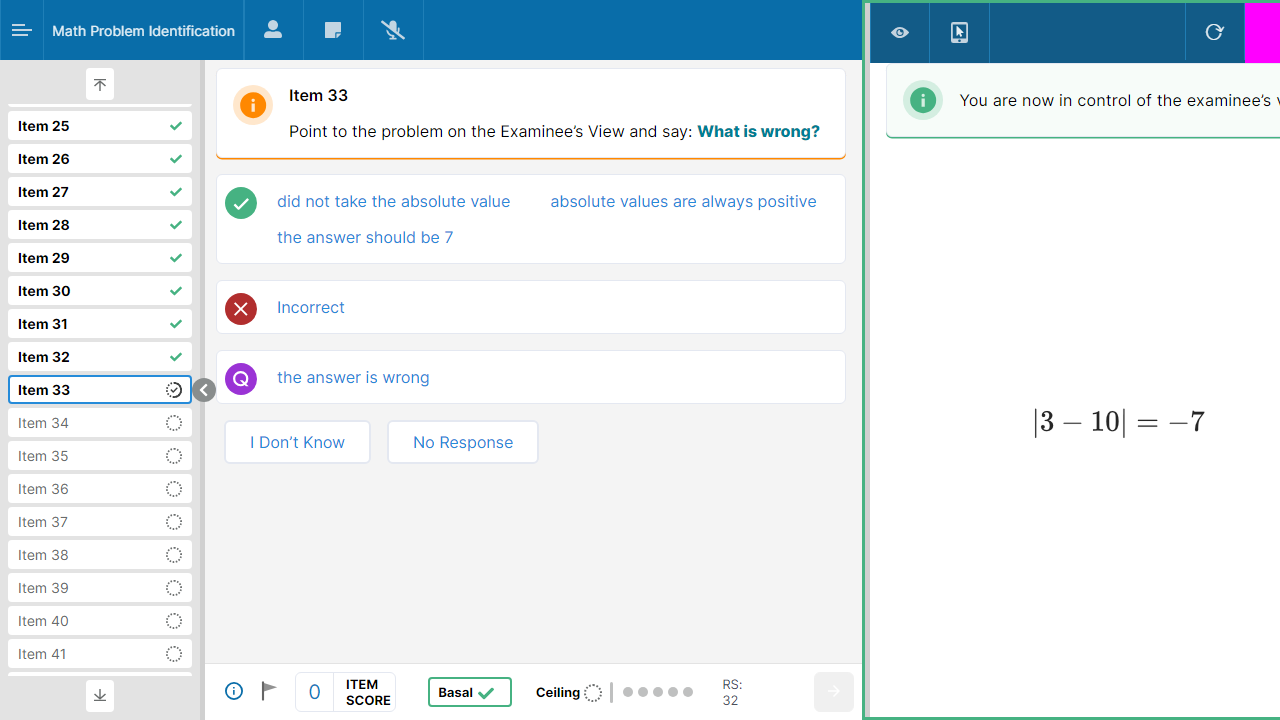 Math Problem Identification
Item 25
Item 26
Item 27
Item 28
Item 29
Item 30
Item 31
Item 32
Item 33
Item 34
Item 35
Item 36
Item 37
Item 38
Item 39
Item 40
Item 41
Item 33
Point to the problem on the Examinee’s View and say: What is wrong?
did not take the absolute value absolute values are always positive
the answer should be 7
Incorrect
Q the answer is wrong
I Don’t Know No Response
0 ITEM SCORE Basal Ceiling RS: 32
You are now in control of the examinee’s
|3 − 10| = −7